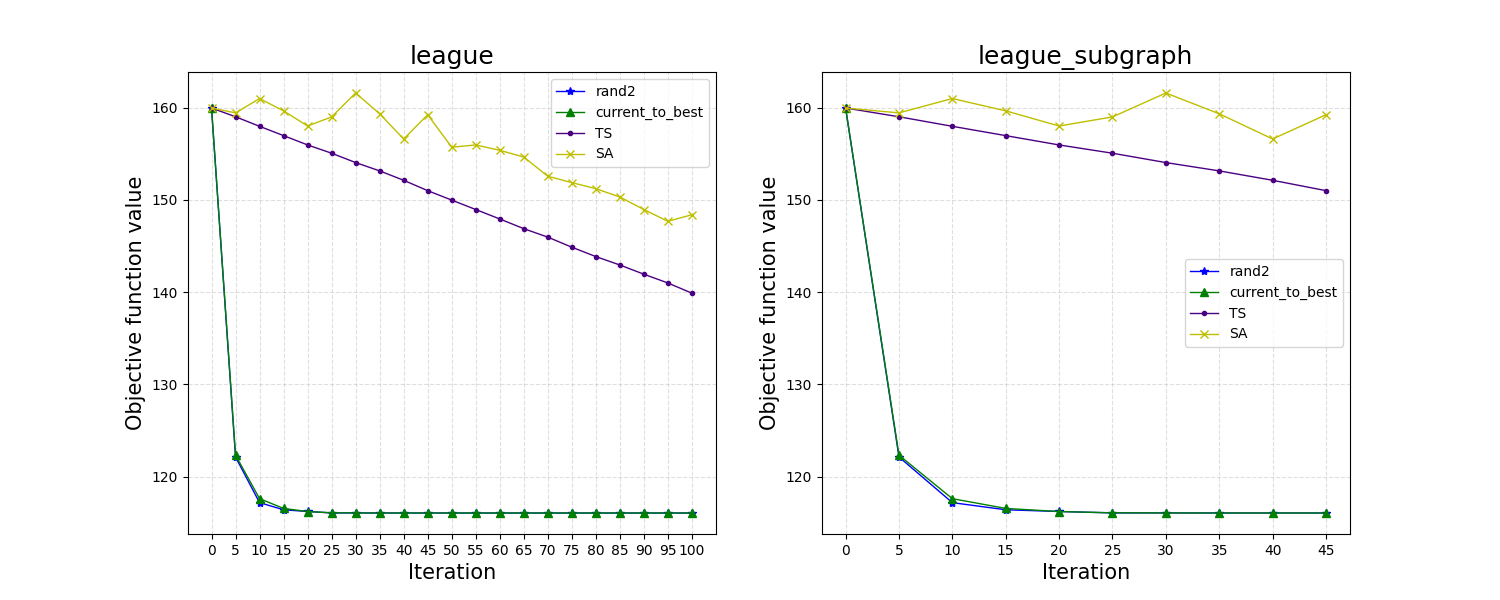 league
league_subgraph
Objective function value
160
150
140
130
120
rand2
current_to_best
TS
SA
0 5 10 15 20 25 30 35 40 45 50 55 60 65 70 75 80 85 90 95 100
Iteration
Objective function value
160
150
140
130
120
rand2
current_to_best
TS
SA
0 5 10 15 20 25 30 35 40 45
Iteration